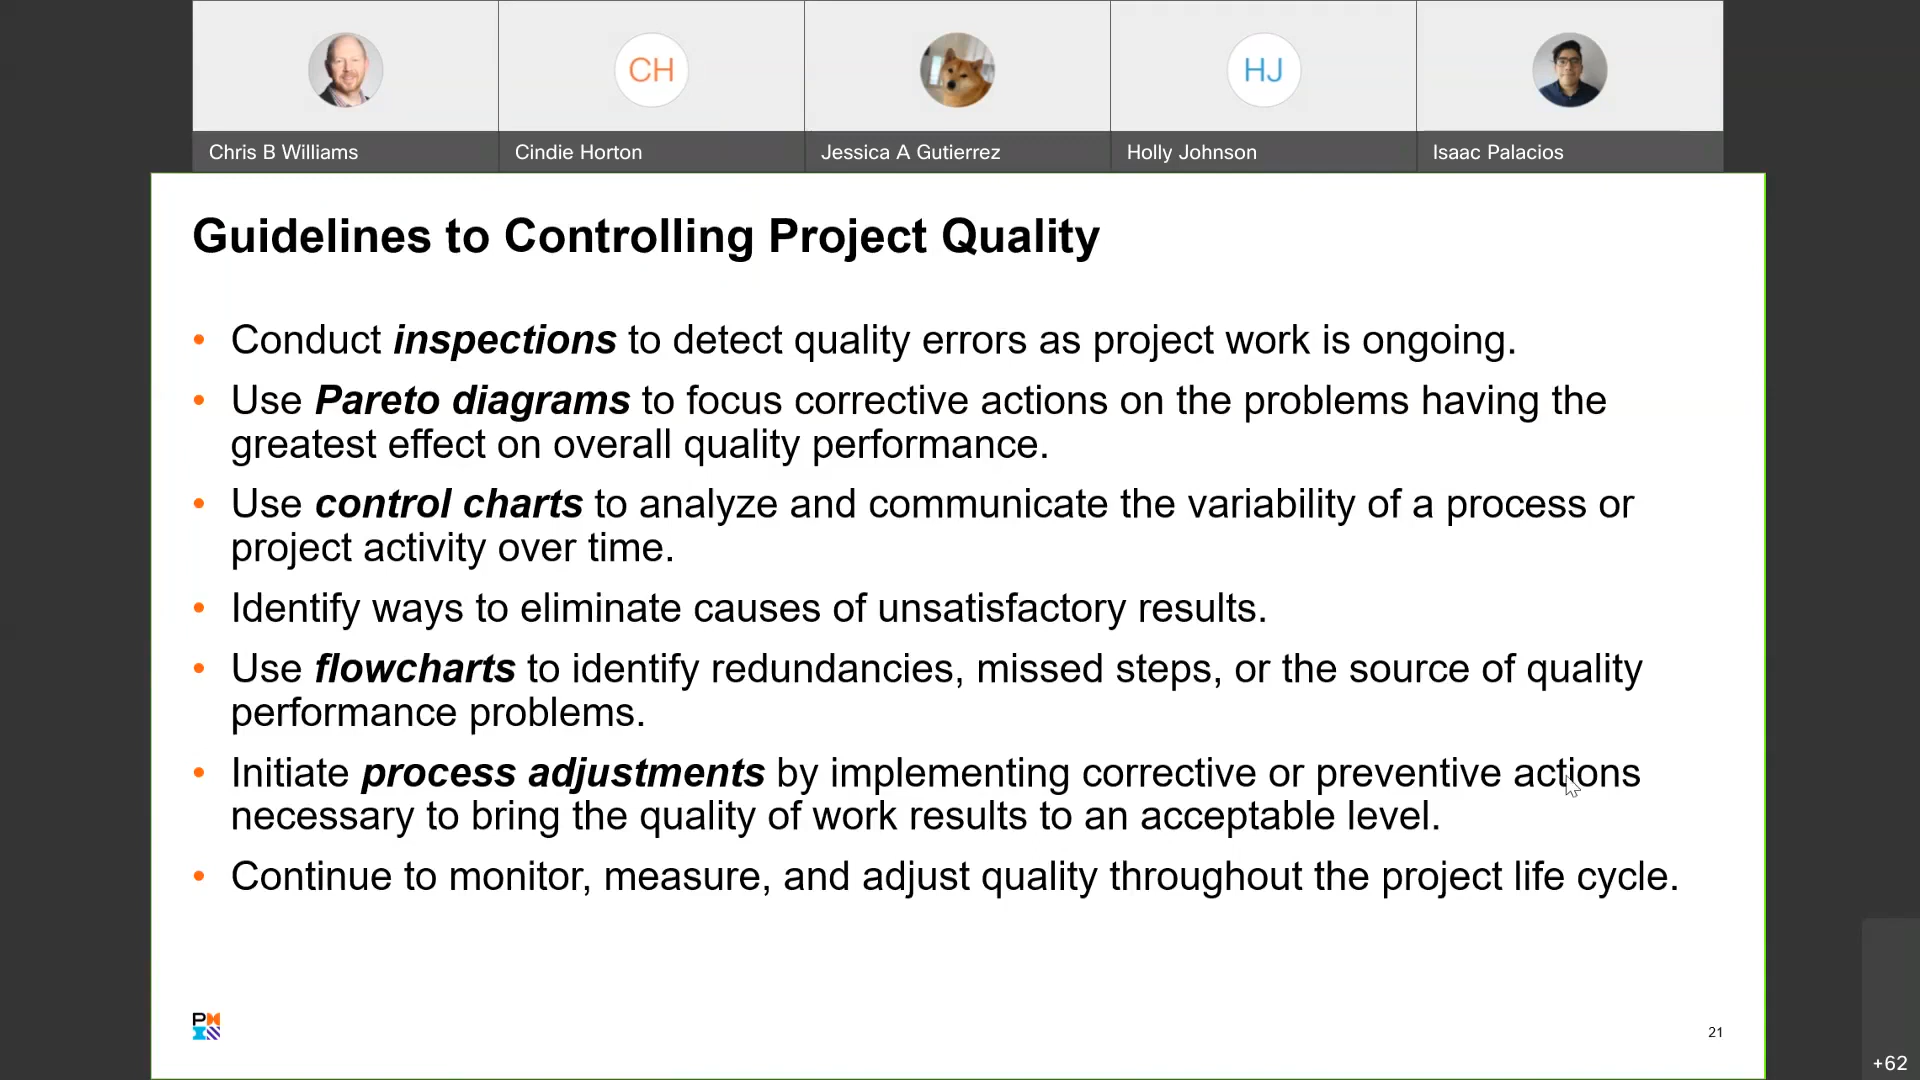 CH
HJ
Chris B Williams
Cindie Horton
Jessica A Gutierrez
Holly Johnson
Isaac Palacios
Guidelines to Controlling Project Quality
• Conduct inspections to detect quality errors as project work is ongoing.
• Use Pareto diagrams to focus corrective actions on the problems having the
greatest effect on overall quality performance.
• Use control charts to analyze and communicate the variability of a process or
project activity over time.
• Identify ways to eliminate causes of unsatisfactory results.
• Use flowcharts to identify redundancies, missed steps, or the source of quality
performance problems.
• Initiate process adjustments by implementing corrective or preventive actions
necessary to bring the quality of work results to an acceptable level.
• Continue to monitor, measure, and adjust quality throughout the project life cycle.
21
+62